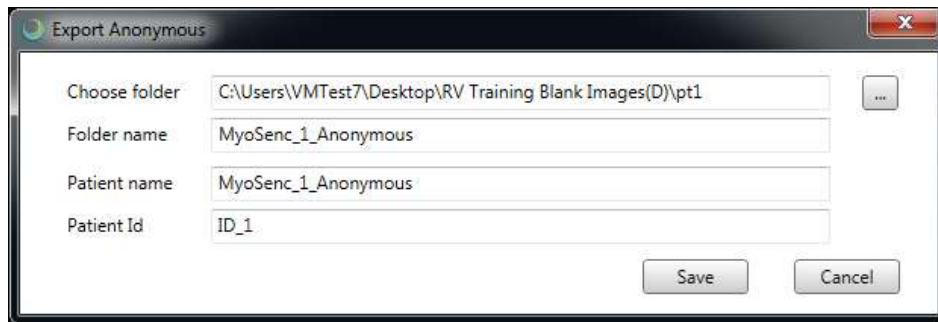 Export Anonymous
Choose folder C:\Users\VMTest7\Desktop\RV Training Blank Images(D)\pt1 ...
Folder name MyoSenc_1_Anonymous
Patient name MyoSenc_1_Anonymous
Patient Id ID_1
Save Cancel